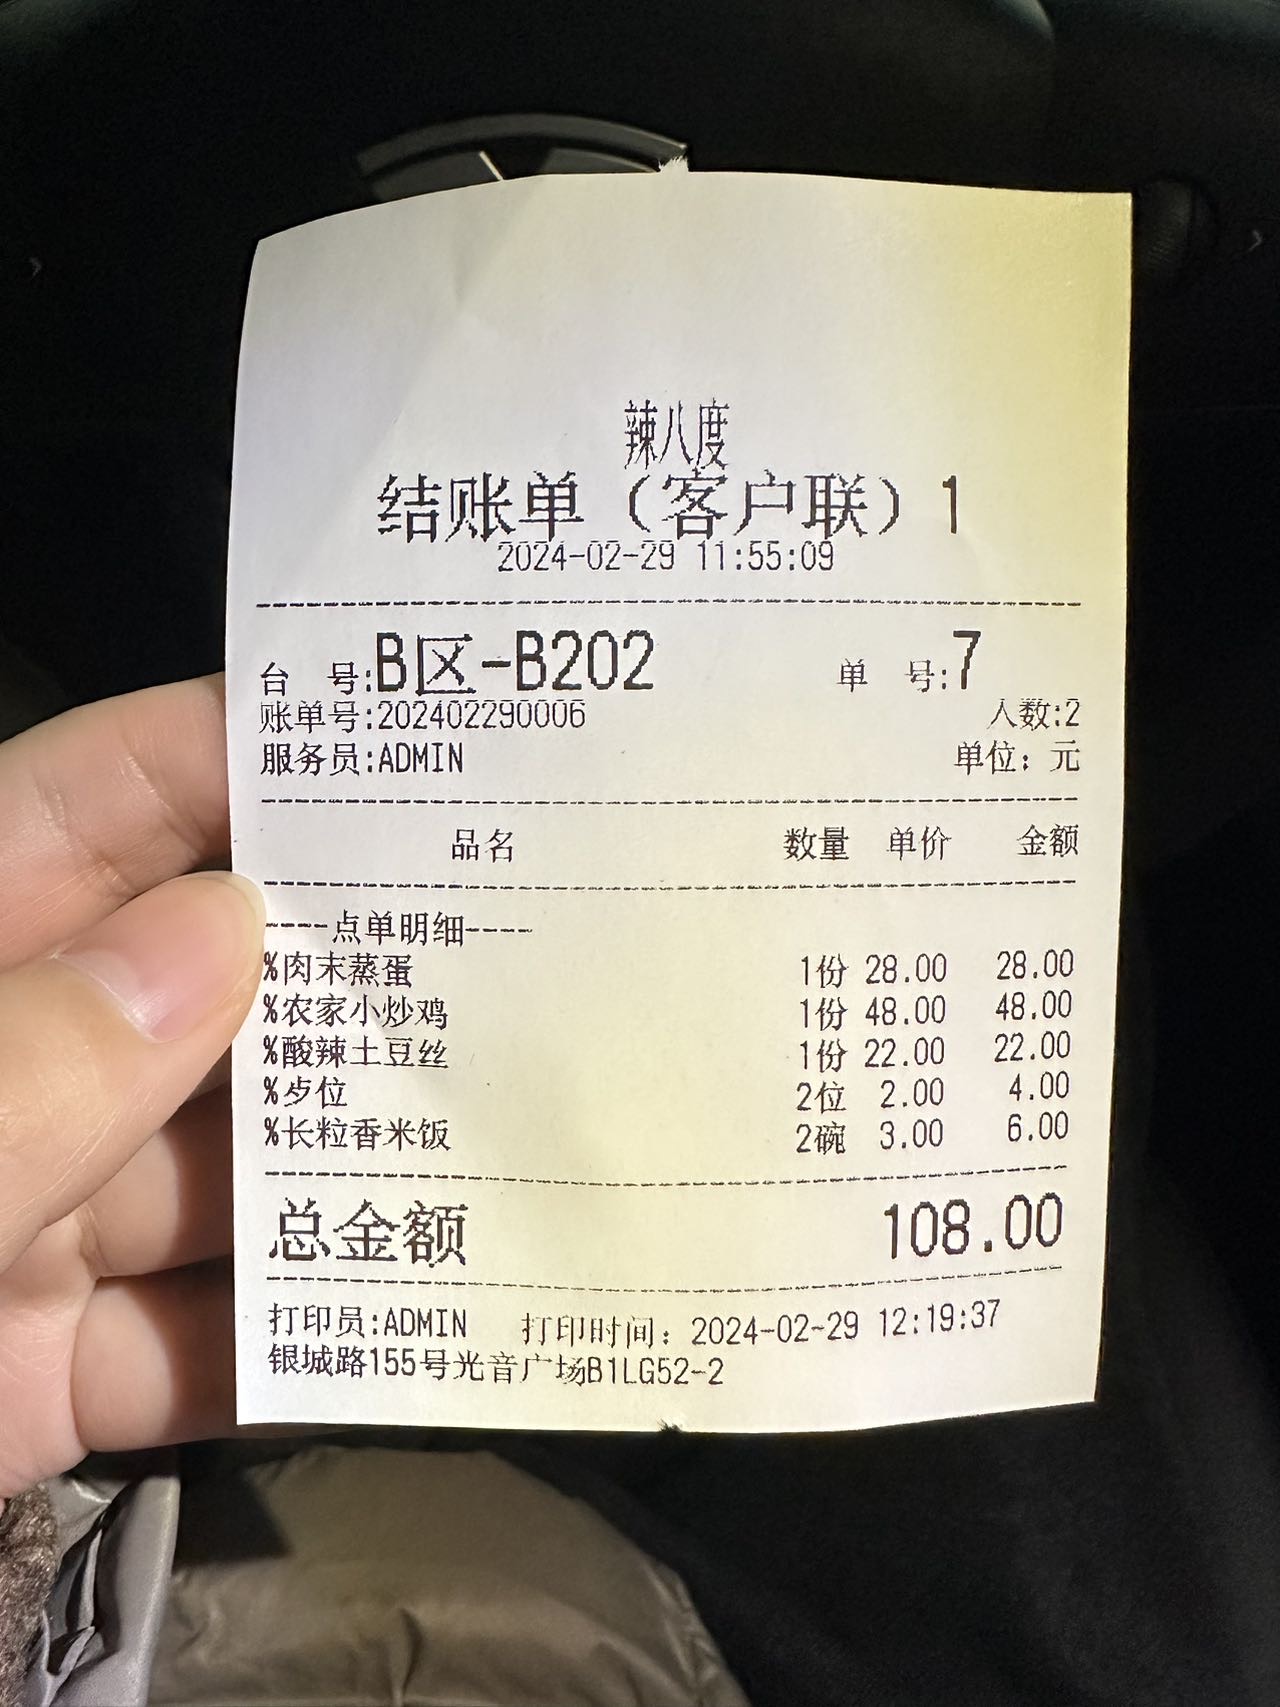 辣八度
结账单（客户联）1
2024-02-29 11:55:09
台 号:B区-B202 单 号:7
账单号:202402290006 人数:2
服务员:ADMIN 单位：元
品名 数量 单价 金额
----点单明细----
%肉末蒸蛋 1份 28.00 28.00
%农家小炒鸡 1份 48.00 48.00
%酸辣土豆丝 1份 22.00 22.00
%歺位 2位 2.00 4.00
%长粒香米饭 2碗 3.00 6.00
总金额 108.00
打印员:ADMIN 打印时间：2024-02-29 12:19:37
银城路155号光音广场B1LG52-2